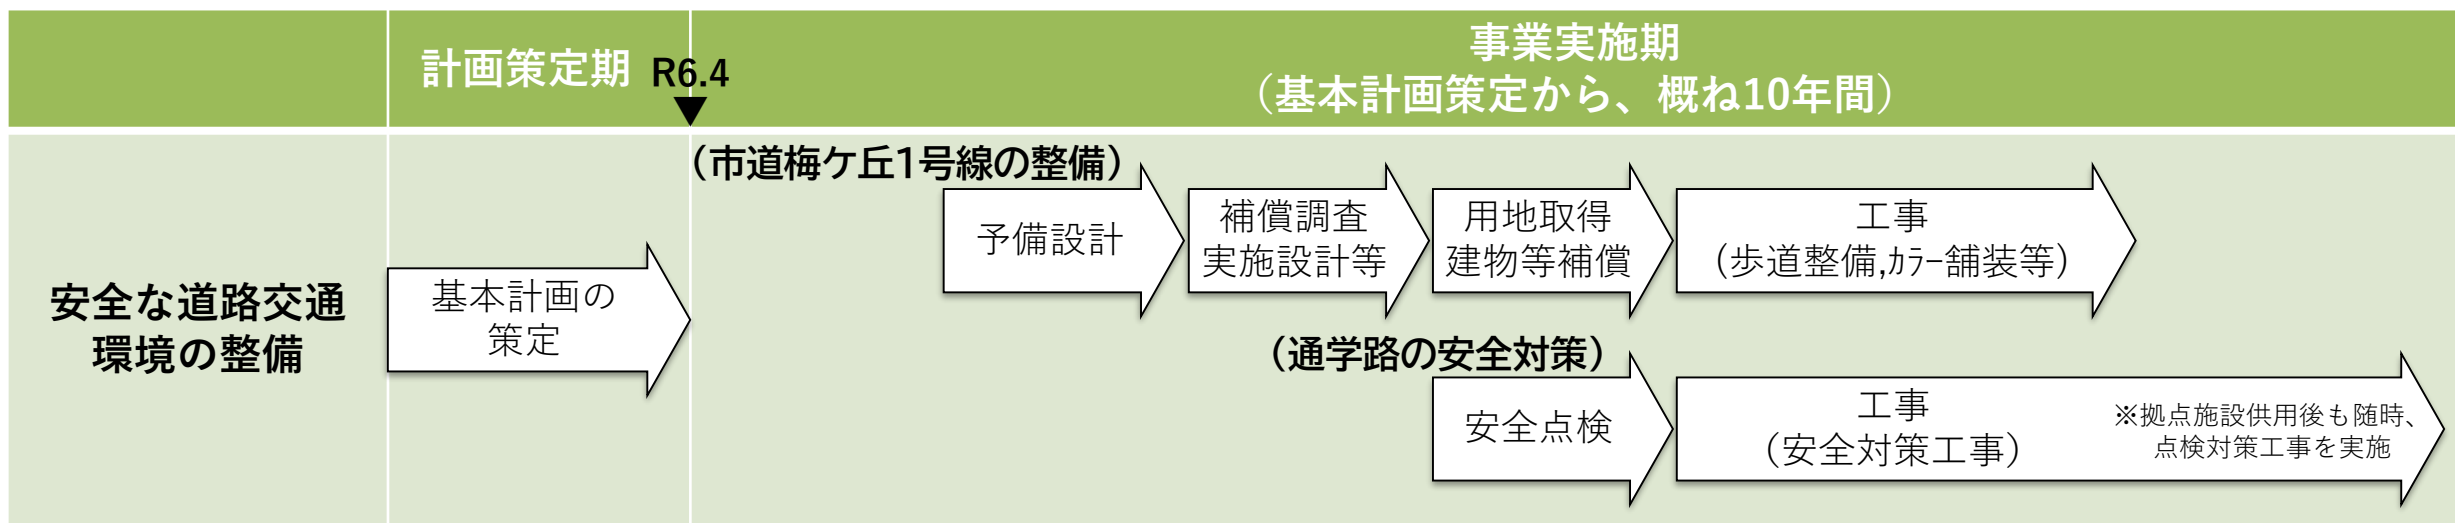 計画策定期
R6.4
事業実施期
（基本計画策定から、概ね10年間）
安全な道路交通
環境の整備
基本計画の
策定
（市道梅ケ丘1号線の整備）
予備設計
補償調査
実施設計等
用地取得
建物等補償
工事
（歩道整備,ｶﾗｰ舗装等）
（通学路の安全対策）
安全点検
工事
（安全対策工事）
※拠点施設供用後も随時、
点検対策工事を実施